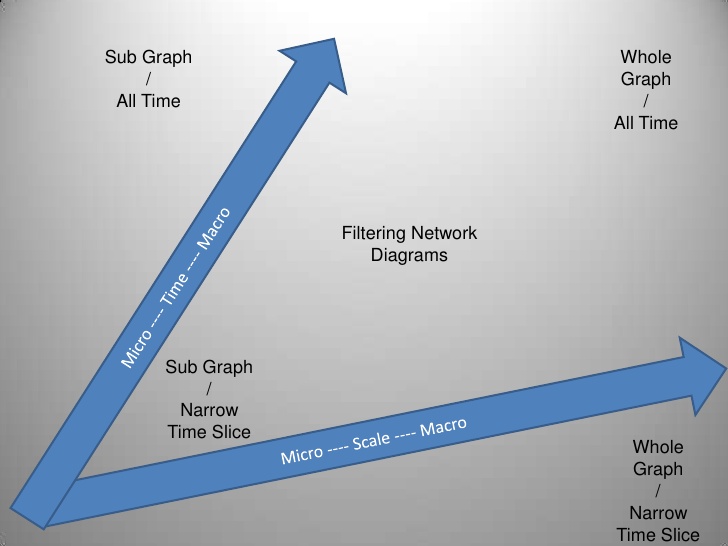 Sub Graph
/
All Time
Whole
Graph
/
All Time
Filtering Network
Diagrams
Micro ---- Time ---- Macro
Sub Graph
/
Narrow
Time Slice
Micro ---- Scale ---- Macro
Whole
Graph
/
Narrow
Time Slice